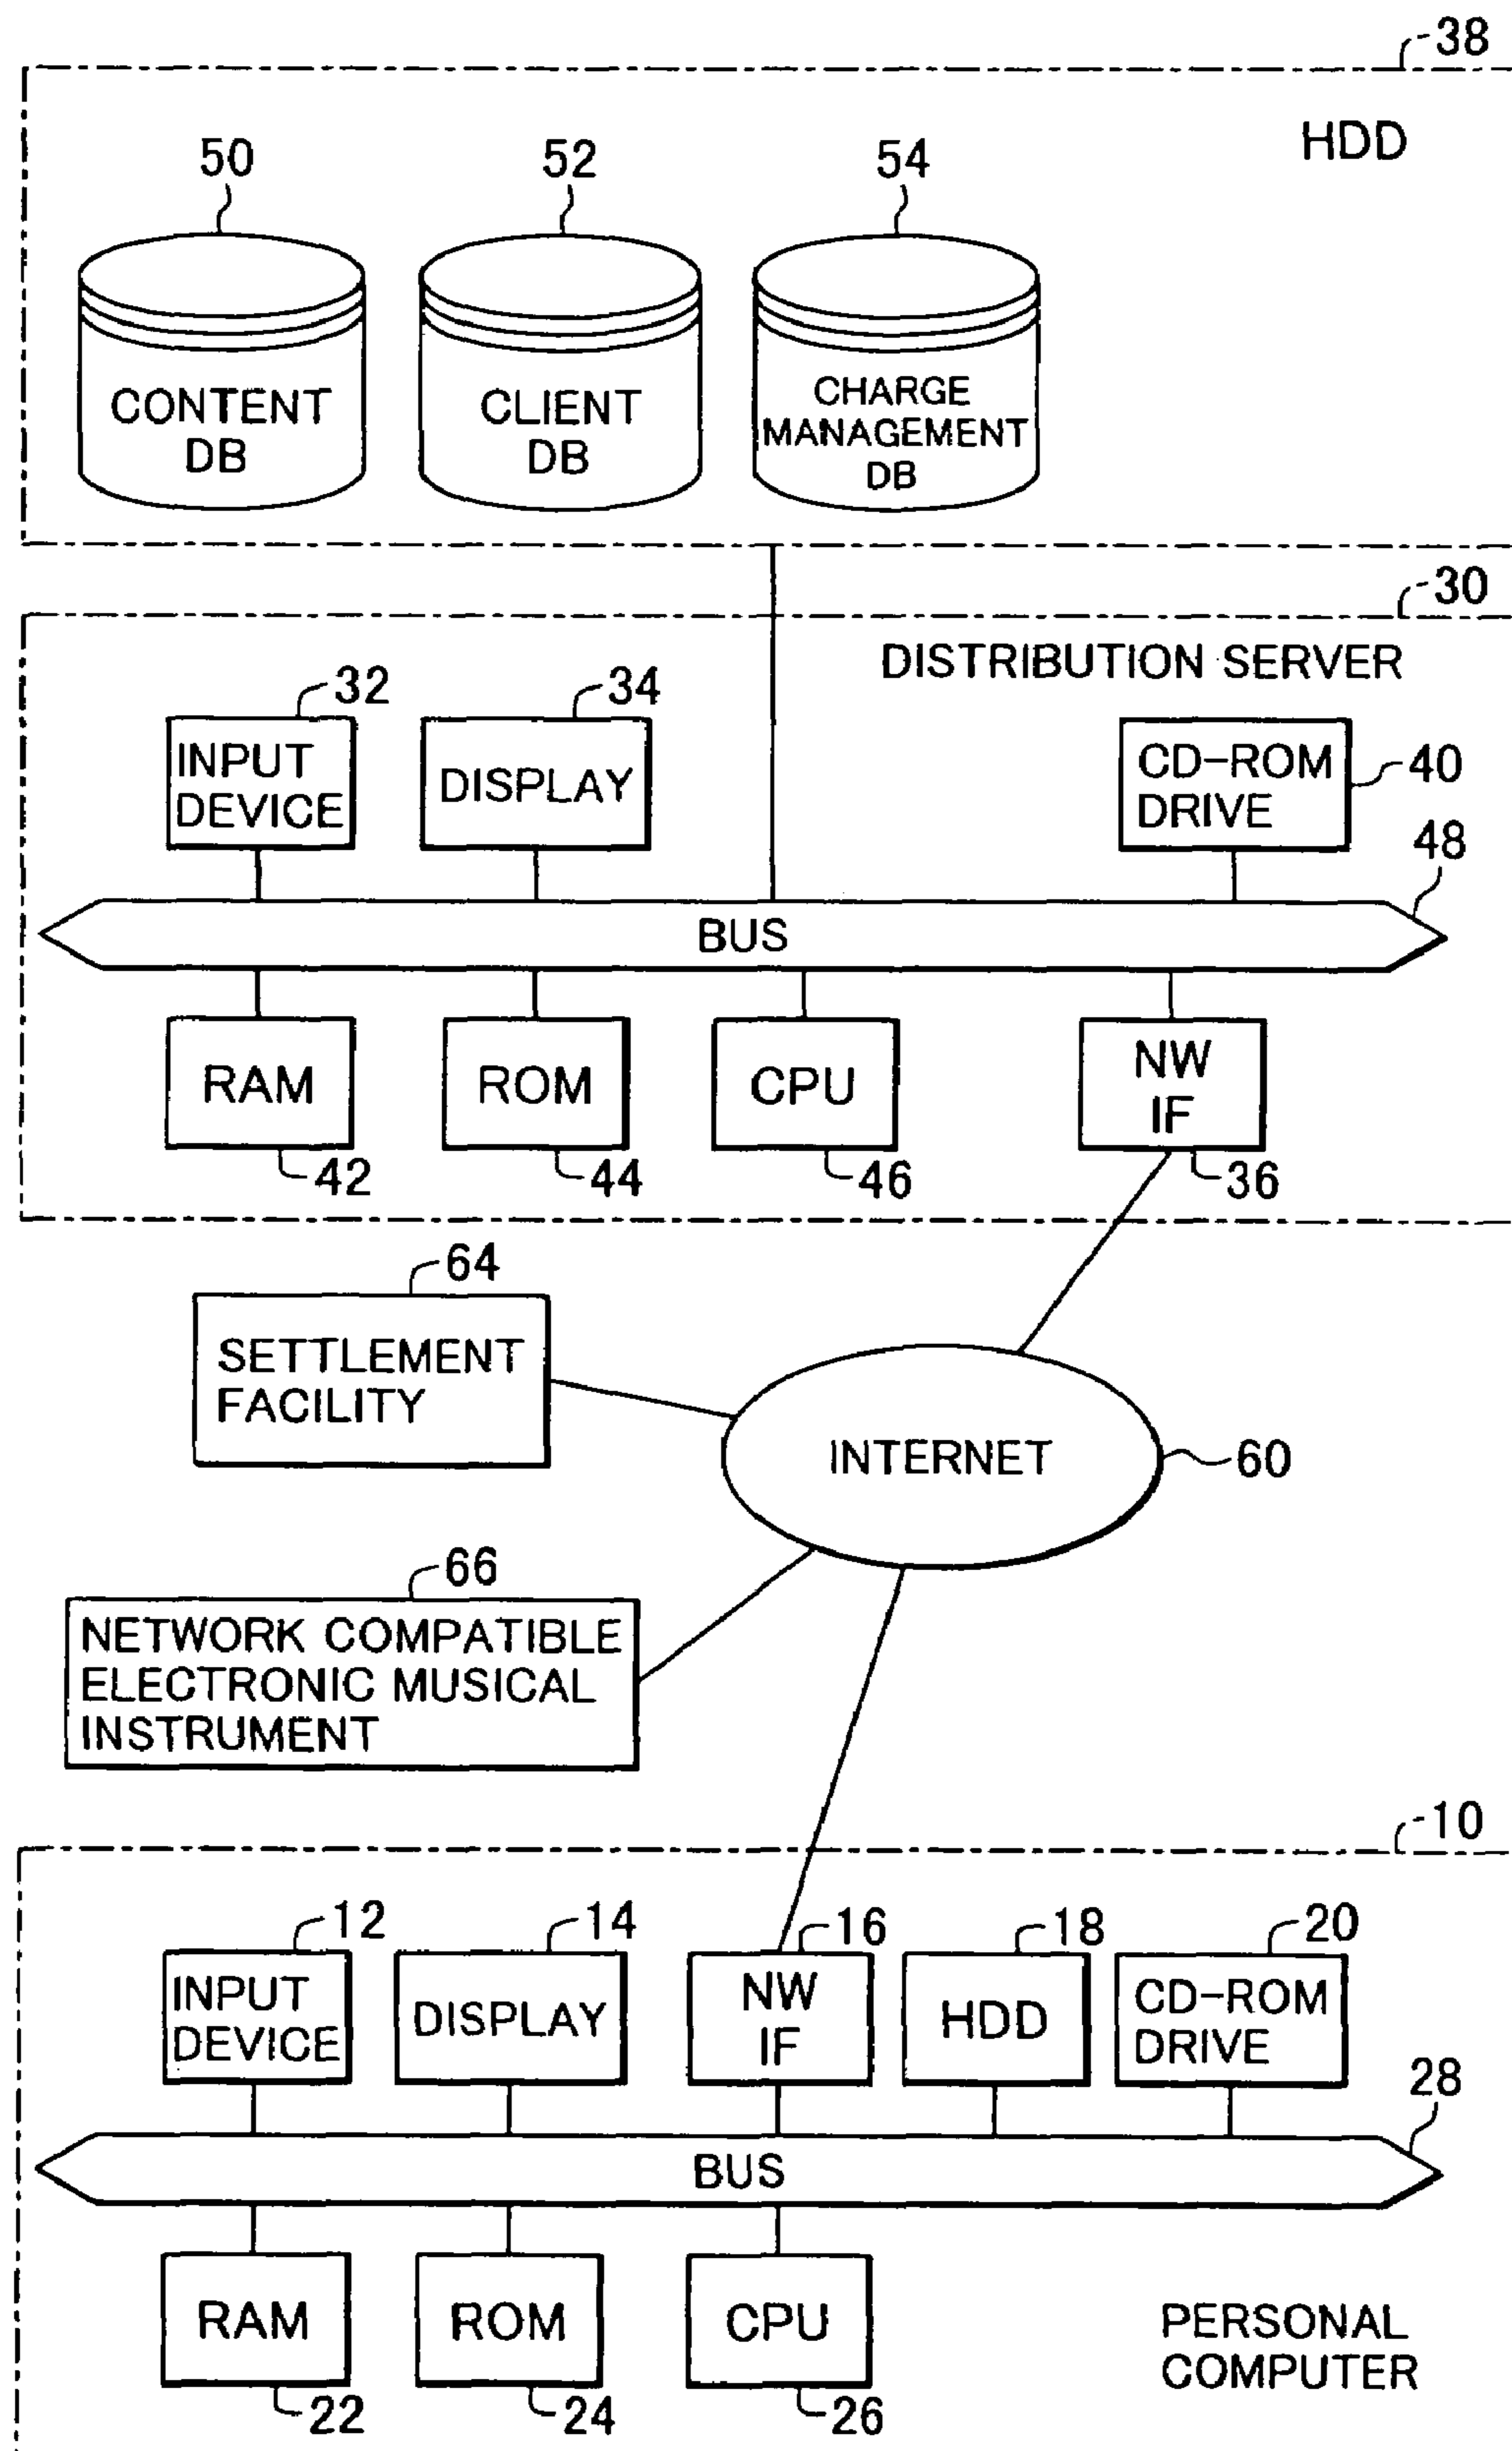 38
HDD
50
52
54
CONTENT
DB
CLIENT
DB
CHARGE
MANAGEMENT
DB
30
DISTRIBUTION SERVER
32
34
INPUT
DEVICE
DISPLAY
CD-ROM
DRIVE
40
48
BUS
RAM
ROM
CPU
NW
IF
42
44
46
36
64
SETTLEMENT
FACILITY
INTERNET
60
66
NETWORK COMPATIBLE
ELECTRONIC MUSICAL
INSTRUMENT
10
12
14
16
18
20
INPUT
DEVICE
DISPLAY
NW
IF
HDD
CD-ROM
DRIVE
28
BUS
RAM
ROM
CPU
PERSONAL
COMPUTER
22
24
26